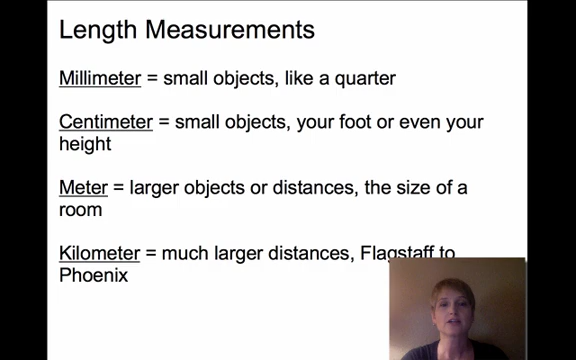 Length Measurements
Millimeter = small objects, like a quarter
Centimeter = small objects, your foot or even your
height
Meter = larger objects or distances, the size of a
room
Kilometer = much larger distances, Flagstaff to
Phoenix